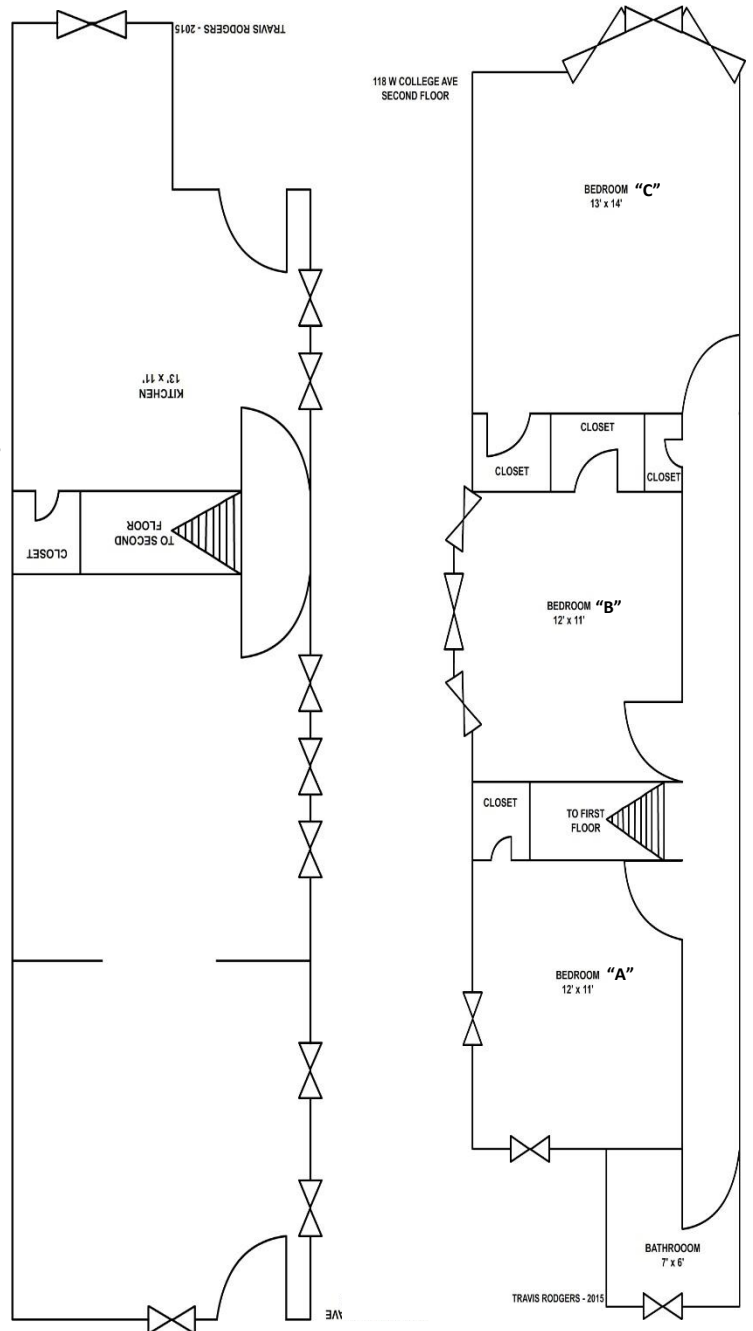 TRAVIS RODGERS - 2015
KITCHEN
13' x 11'
TO SECOND
FLOOR
CLOSET
AVE
118 W COLLEGE AVE
SECOND FLOOR
BEDROOM "C"
13' x 14'
CLOSET
CLOSET
CLOSET
BEDROOM "B"
12' x 11'
CLOSET
TO FIRST
FLOOR
BEDROOM "A"
12' x 11'
BATHROOOM
7' x 6'
TRAVIS RODGERS - 2015